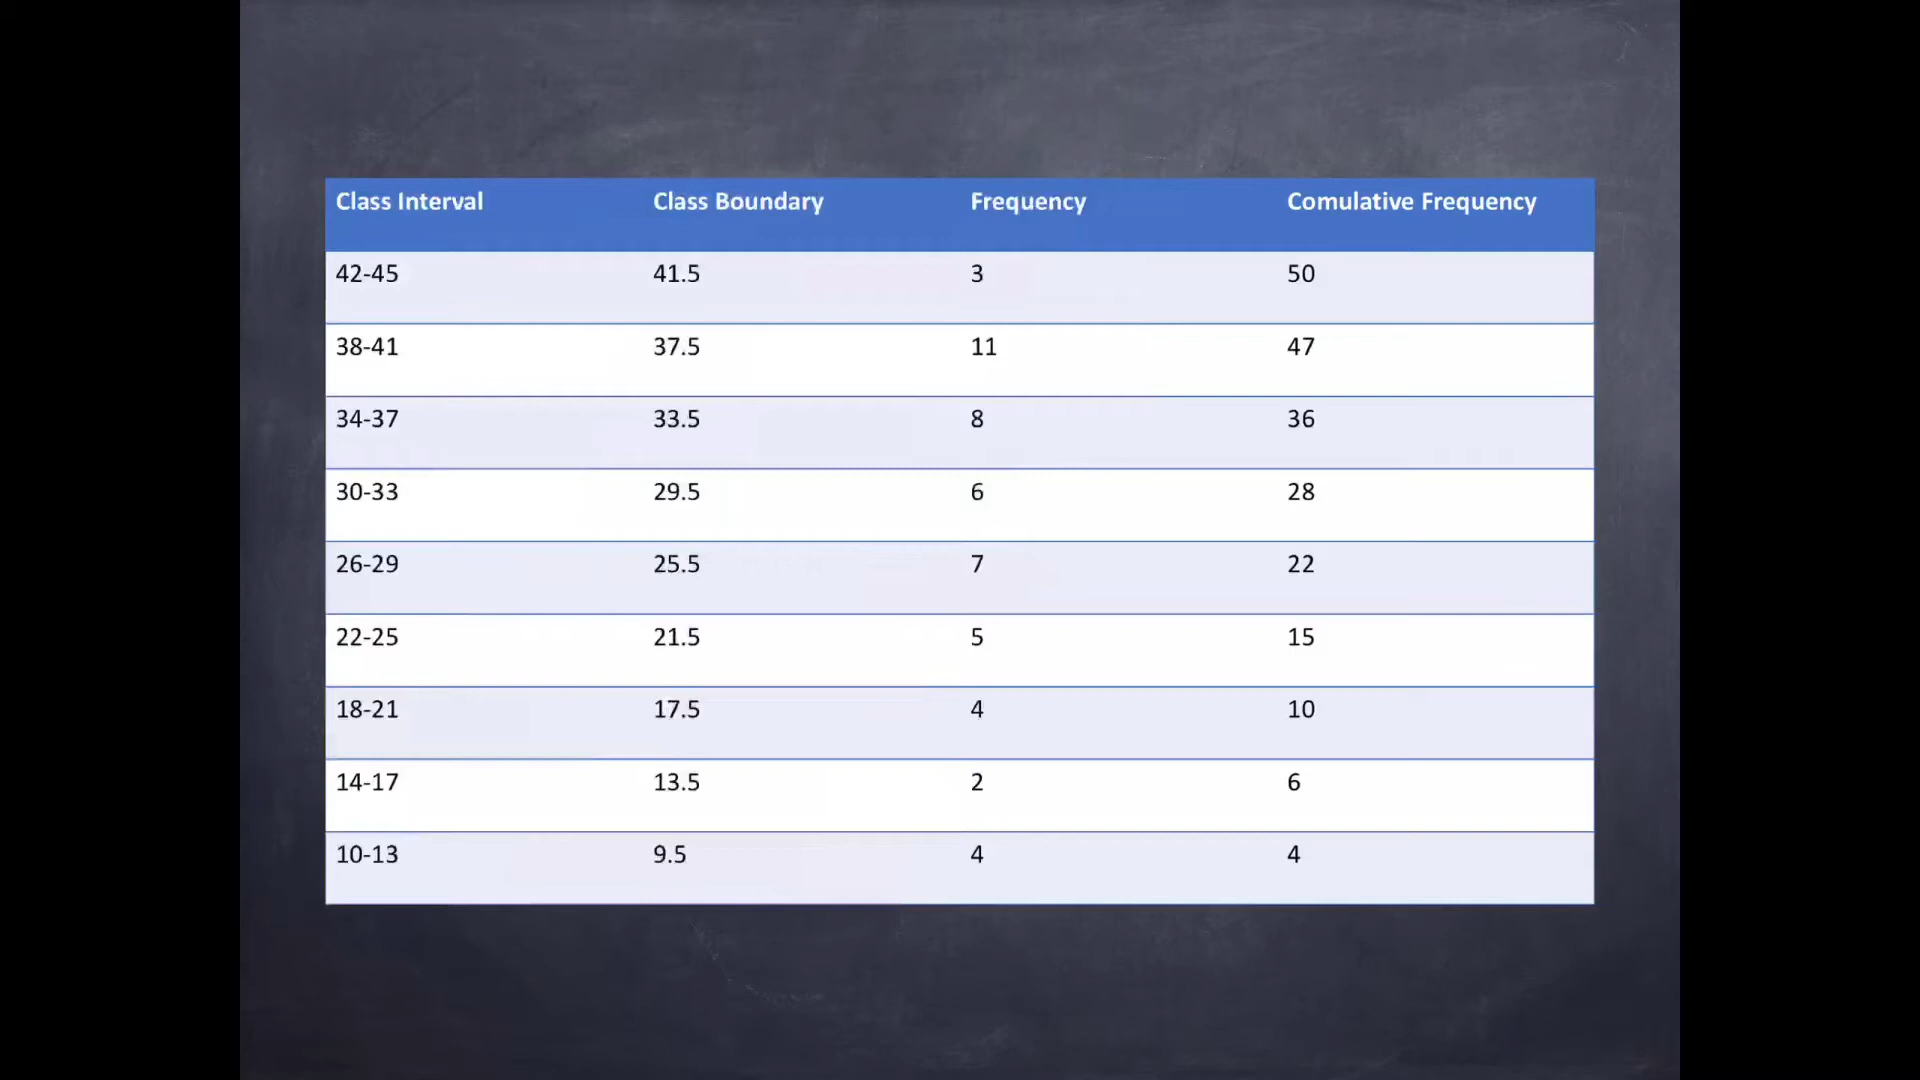 Class Interval Class Boundary Frequency Comulative Frequency
42-45 41.5 3 50
38-41 37.5 11 47
34-37 33.5 8 36
30-33 29.5 6 28
26-29 25.5 7 22
22-25 21.5 5 15
18-21 17.5 4 10
14-17 13.5 2 6
10-13 9.5 4 4